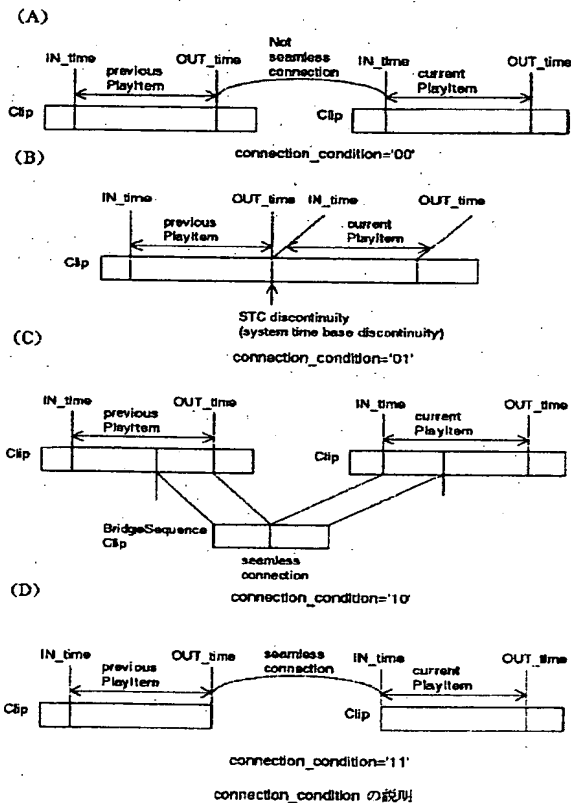 (A)
Not
seamless
connection
IN_time
OUT_time
IN_time
OUT_time
previous
PlayItem
current
PlayItem
Clip
Clip
connection_condition='00'
(B)
IN_time
OUT_time
IN_time
OUT_time
previous
PlayItem
current
PlayItem
Clip
STC discontinuity
(system time base discontinuity)
connection_condition='01'
(C)
IN_time
OUT_time
IN_time
OUT_time
previous
PlayItem
current
PlayItem
Clip
Clip
BridgeSequence
Clip
seamless
connection
connection_condition='10'
(D)
seamless
connection
IN_time
OUT_time
IN_time
OUT_time
previous
PlayItem
current
PlayItem
Clip
Clip
connection_condition='11'
connection_condition の説明